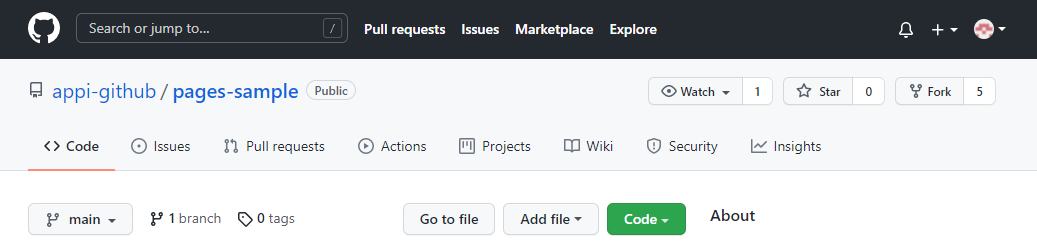 Search or jump to... / Pull requests Issues Marketplace Explore
appi-github / pages-sample Public Watch 1 Star 0 Fork 5
Code Issues Pull requests Actions Projects Wiki Security Insights
main 1 branch 0 tags Go to file Add file Code About